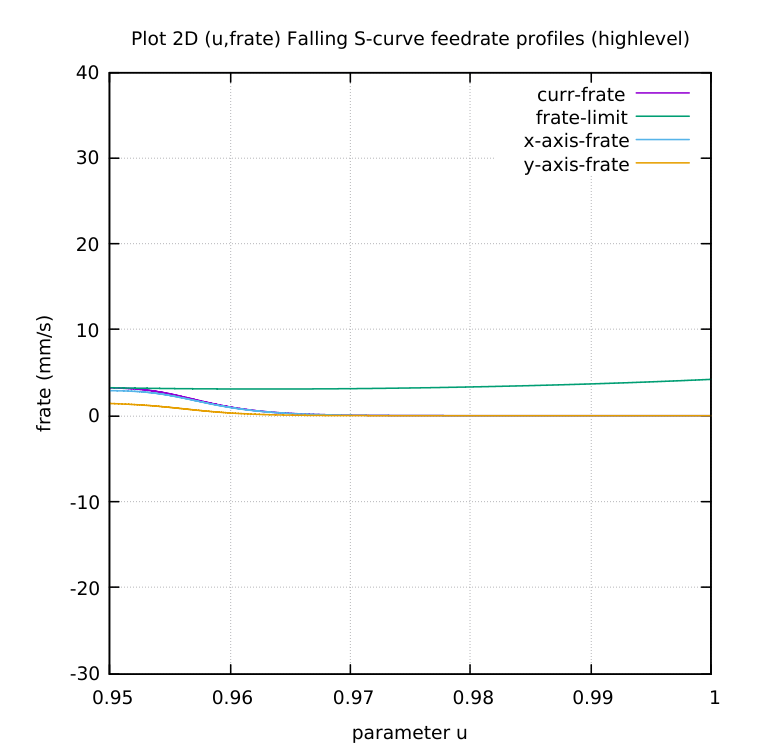 Plot 2D (u,frate) Falling S-curve feedrate profiles (highlevel)
40
30
20
10
0
-10
-20
-30
frate (mm/s)
curr-frate
frate-limit
x-axis-frate
y-axis-frate
0.95 0.96 0.97 0.98 0.99 1
parameter u